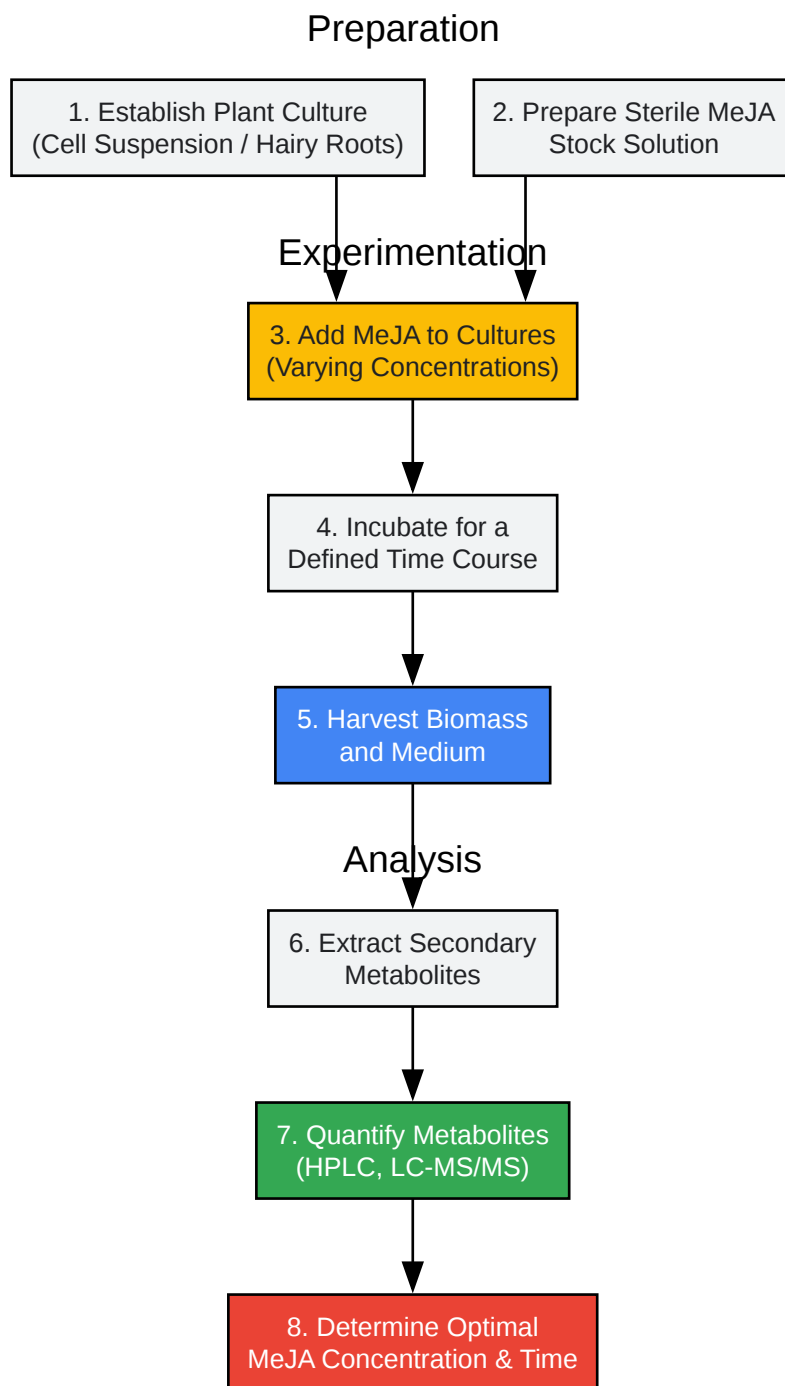 Preparation
1. Establish Plant Culture
(Cell Suspension / Hairy Roots)
2. Prepare Sterile MeJA
Stock Solution
Experimentation
3. Add MeJA to Cultures
(Varying Concentrations)
4. Incubate for a
Defined Time Course
5. Harvest Biomass
and Medium
Analysis
6. Extract Secondary
Metabolites
7. Quantify Metabolites
(HPLC, LC-MS/MS)
8. Determine Optimal
MeJA Concentration & Time